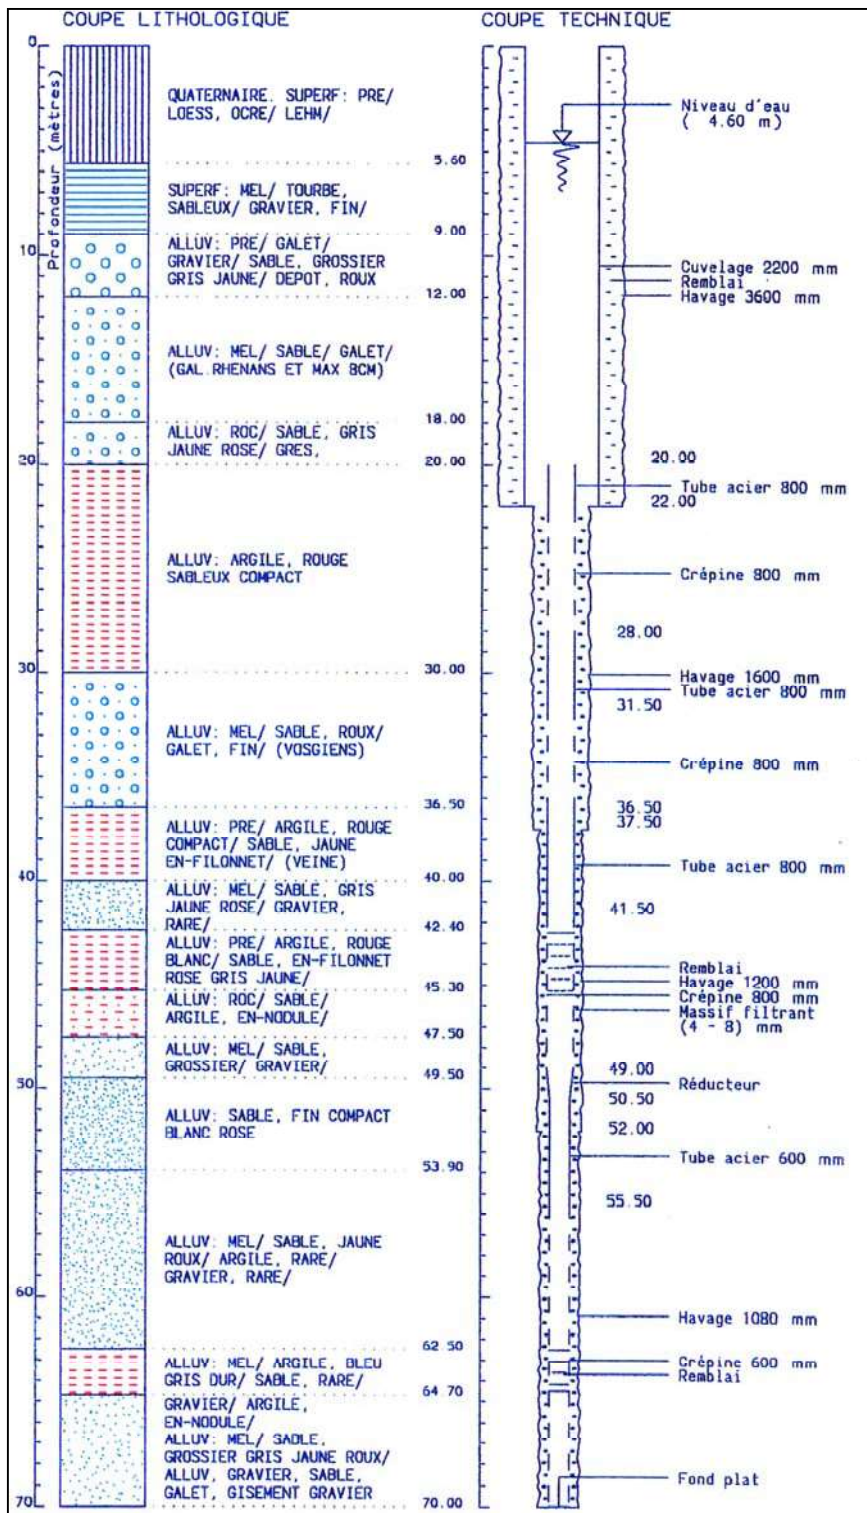 COUPE LITHOLOGIQUE
Profondeur (mètres)
0
10
20
30
40
50
60
70
QUATERNAIRE. SUPERF: PRE/
LOESS, OCRE/ LEHM/
5.60
SUPERF: MEL/ TOURBE,
SABLEUX/ GRAVIER, FIN/
9.00
ALLUV: PRE/ GALET/
GRAVIER/ SABLE, GROSSIER
GRIS JAUNE/ DEPOT, ROUX
12.00
ALLUV: MEL/ SABLE/ GALET/
(GAL.RHENANS ET MAX 8CM)
18.00
ALLUV: ROC/ SABLE, GRIS
JAUNE ROSE/ GRES,
20.00
ALLUV: ARGILE, ROUGE
SABLEUX COMPACT
30.00
ALLUV: MEL/ SABLE, ROUX/
GALET, FIN/ (VOSGIENS)
36.50
ALLUV: PRE/ ARGILE, ROUGE
COMPACT/ SABLE, JAUNE
EN-FILONNET/ (VEINE)
40.00
ALLUV: MEL/ SABLE, GRIS
JAUNE ROSE/ GRAVIER,
RARE/
42.40
ALLUV: PRE/ ARGILE, ROUGE
BLANC/ SABLE, EN-FILONNET
ROSE GRIS JAUNE/
45.30
ALLUV: ROC/ SABLE/
ARGILE, EN-NODULE/
47.50
ALLUV: MEL/ SABLE,
GROSSIER/ GRAVIER/
49.50
ALLUV: SABLE, FIN COMPACT
BLANC ROSE
53.90
ALLUV: MEL/ SABLE, JAUNE
ROUX/ ARGILE, RARE/
GRAVIER, RARE/
62.50
ALLUV: MEL/ ARGILE, BLEU
GRIS DUR/ SABLE, RARE/
64.70
GRAVIER/ ARGILE,
EN-NODULE/
ALLUV: MEL/ SABLE,
GROSSIER GRIS JAUNE ROUX/
ALLUV, GRAVIER, SABLE,
GALET, GISEMENT GRAVIER
70.00
COUPE TECHNIQUE
Niveau d'eau
( 4.60 m)
Cuvelage 2200 mm
Remblai
Havage 3600 mm
20.00
Tube acier 800 mm
22.00
Crépine 800 mm
28.00
Havage 1600 mm
Tube acier 800 mm
31.50
Crépine 800 mm
36.50
37.50
Tube acier 800 mm
41.50
Remblai
Havage 1200 mm
Crépine 800 mm
Massif filtrant
(4 - 8) mm
49.00
Réducteur
50.50
52.00
Tube acier 600 mm
55.50
Havage 1080 mm
Crépine 600 mm
Remblai
Fond plat